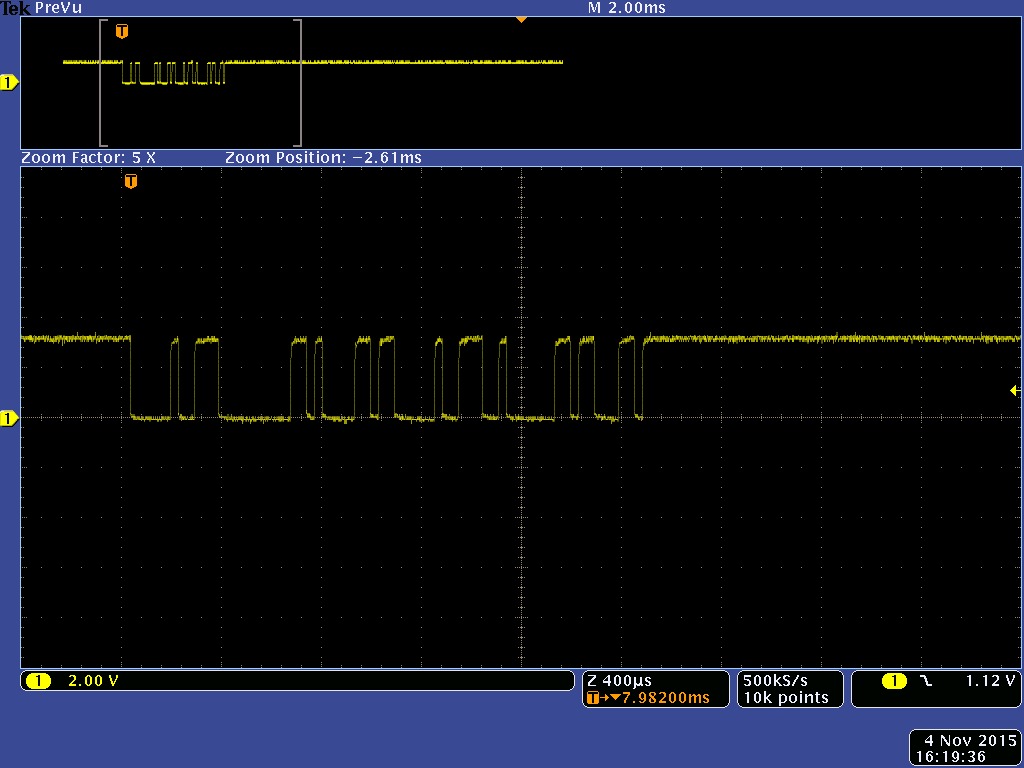 Tek PreVu M 2.00ms
T
1
Zoom Factor: 5 X Zoom Position: −2.61ms
T
1
1 2.00 V Z 400µs 500kS/s 1 1.12 V
T→▼7.98200ms 10k points
4 Nov 2015
16:19:36